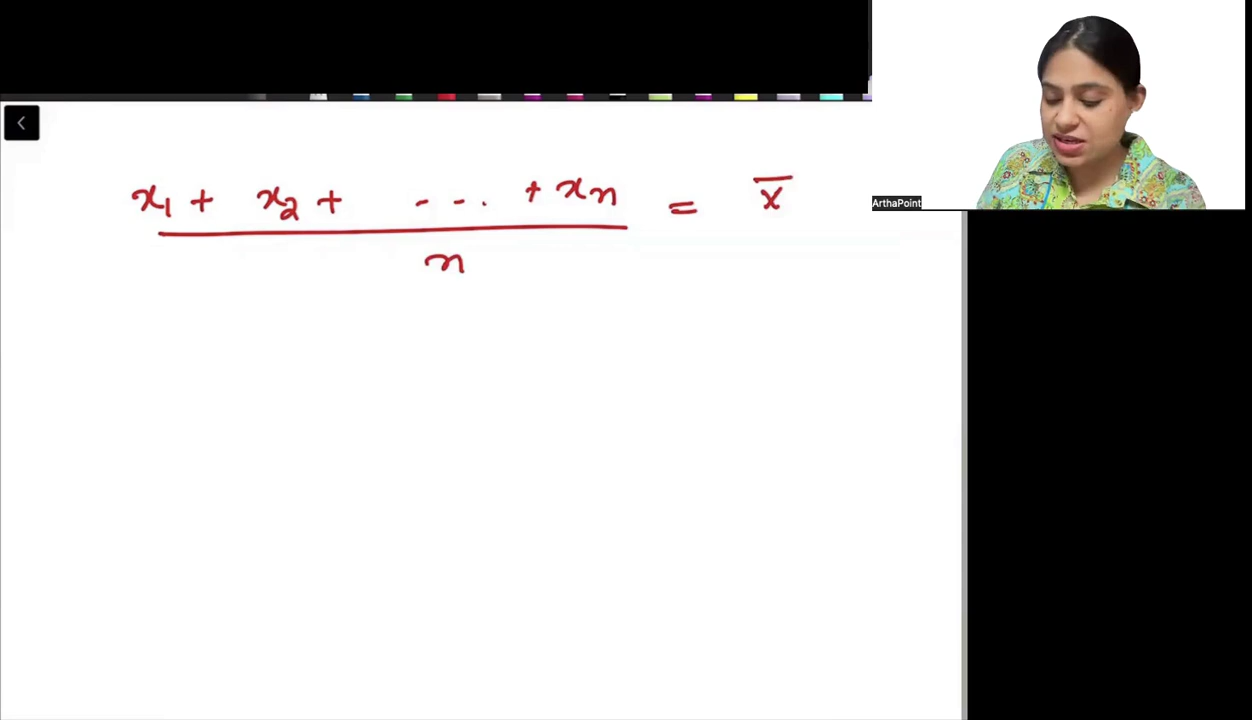 x₁ + x₂ + - - . + xn = x̅
n
ArthaPoint